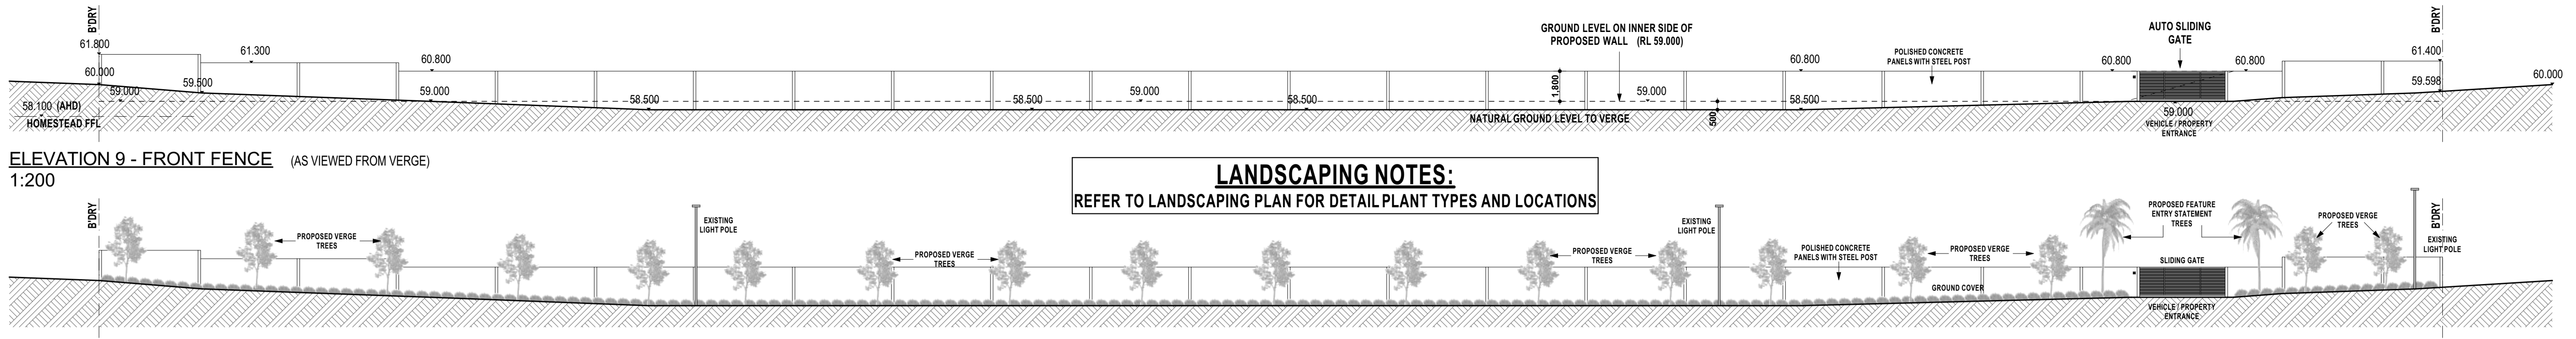 B'DRY
61.800
61.300
60.800
60.000
59.500
59.000
59.000
58.500
58.100 (AHD)
HOMESTEAD FFL
58.500
59.000
58.500
GROUND LEVEL ON INNER SIDE OF
PROPOSED WALL (RL 59.000)
1,800
59.000
500
NATURAL GROUND LEVEL TO VERGE
60.800
58.500
POLISHED CONCRETE
PANELS WITH STEEL POST
60.800
AUTO SLIDING
GATE
60.800
59.000
VEHICLE / PROPERTY
ENTRANCE
B'DRY
61.400
59.598
60.000
ELEVATION 9 - FRONT FENCE (AS VIEWED FROM VERGE)
1:200
LANDSCAPING NOTES:
REFER TO LANDSCAPING PLAN FOR DETAIL PLANT TYPES AND LOCATIONS
B'DRY
PROPOSED VERGE
TREES
EXISTING
LIGHT POLE
PROPOSED VERGE
TREES
PROPOSED VERGE
TREES
EXISTING
LIGHT POLE
POLISHED CONCRETE
PANELS WITH STEEL POST
PROPOSED VERGE
TREES
GROUND COVER
PROPOSED FEATURE
ENTRY STATEMENT
TREES
SLIDING GATE
VEHICLE / PROPERTY
ENTRANCE
PROPOSED VERGE
TREES
B'DRY
EXISTING
LIGHT POLE